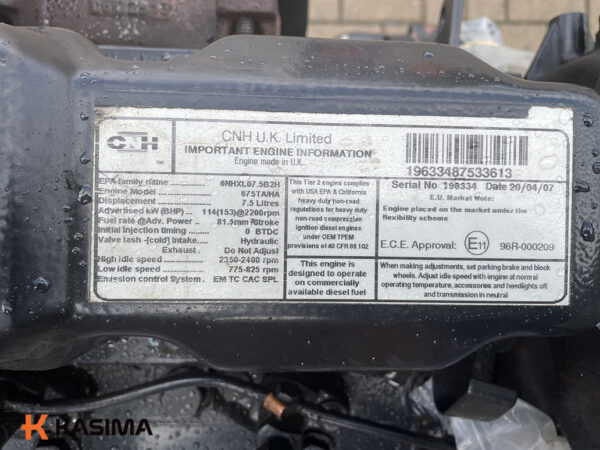 CNH
TM
CNH U.K. Limited
IMPORTANT ENGINE INFORMATION
Engine made in U.K.
19633487533613
EPA family name 6NHXL07.5B2H
Engine Model 675TA/HA
Displacement 7.5 Litres
Advertised kW (BHP) 114(153)@2200rpm
Fuel rate @Adv. Power 81.9mm³/stroke
Initial injection timing 0 BTDC
Valve lash -[cold] Intake Hydraulic
Exhaust Do Not Adjust
High idle speed 2350-2400 rpm
Low idle speed 775-825 rpm
Emission control System EM TC CAC SPL
This Tier 2 engine complies
with USA EPA & California
heavy duty non-road
regulations for heavy duty
non-road compression
ignition diesel engines
under OEM TPEM
provisions of 40 CFR 89.102
This engine is
designed to operate
on commercially
available diesel fuel
Serial No 190334 Date 20/04/07
E.U. Market Note:
Engine placed on the market under the
flexibility scheme
E.C.E. Approval: E11 96R-000209
When making adjustments, set parking brake and block
wheels. Adjust idle speed with engine at normal
operating temperature, accessories and headlights off
and transmission in neutral
KASIMA